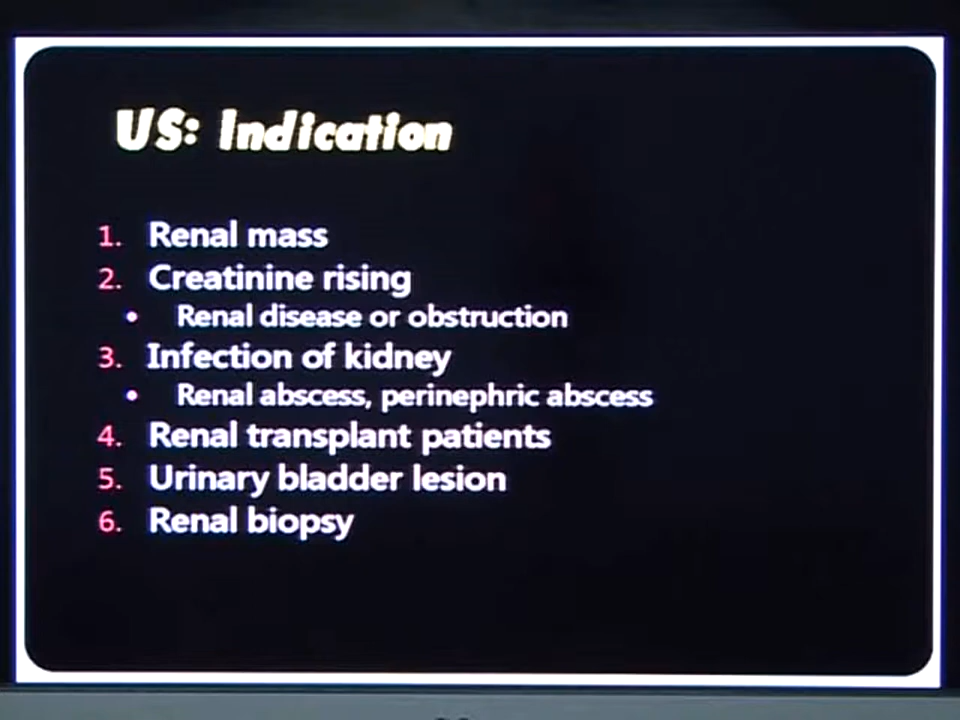 US: Indication
1. Renal mass
2. Creatinine rising
• Renal disease or obstruction
3. Infection of kidney
• Renal abscess, perinephric abscess
4. Renal transplant patients
5. Urinary bladder lesion
6. Renal biopsy